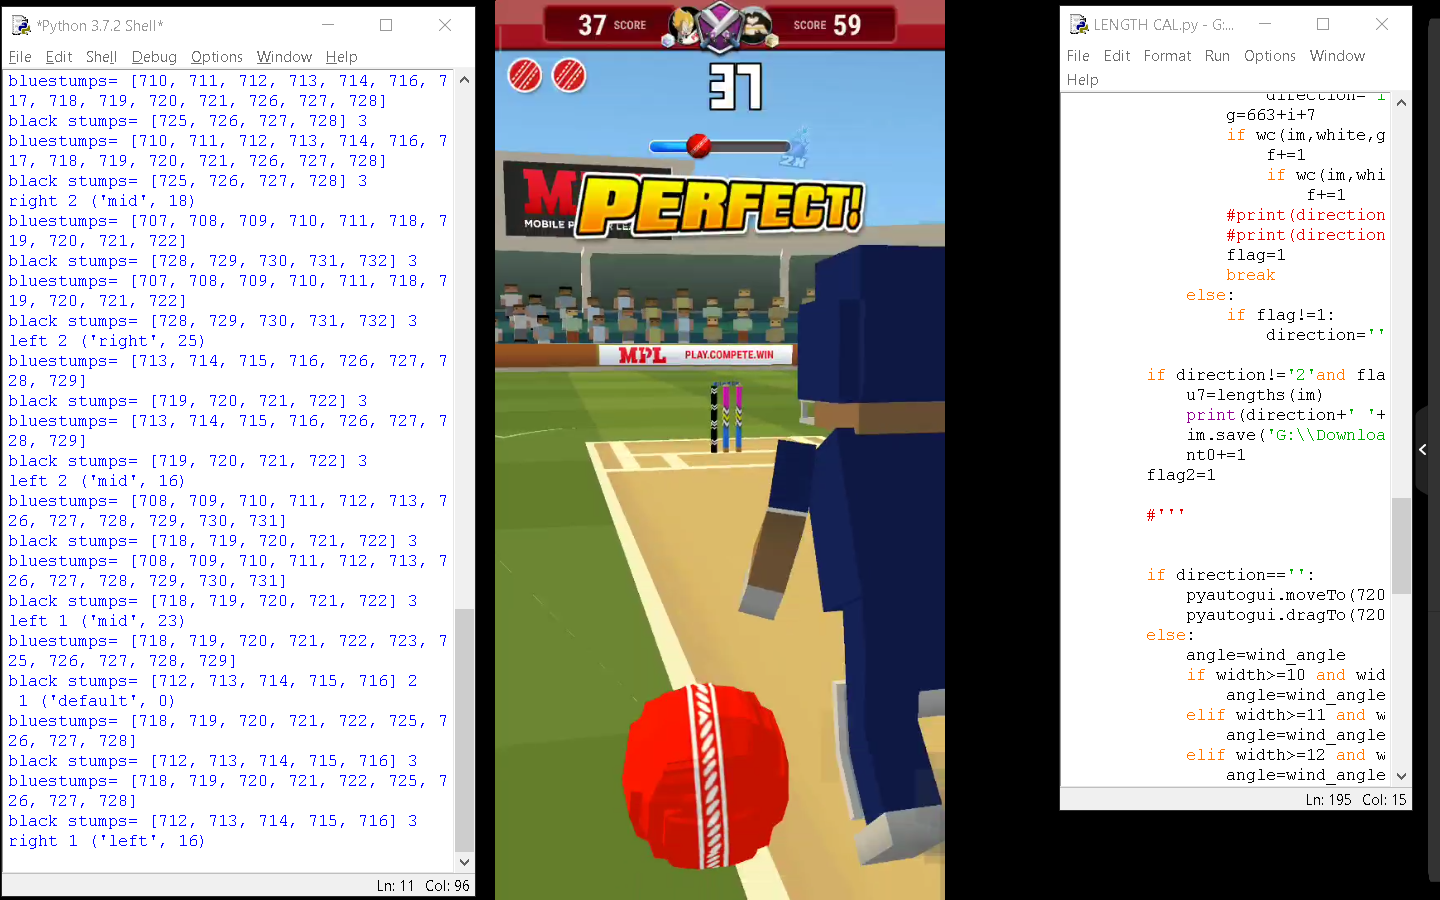 *Python 3.7.2 Shell*
File Edit Shell Debug Options Window Help
bluestumps= [710, 711, 712, 713, 714, 716, 7
17, 718, 719, 720, 721, 726, 727, 728]
black stumps= [725, 726, 727, 728] 3
bluestumps= [710, 711, 712, 713, 714, 716, 7
17, 718, 719, 720, 721, 726, 727, 728]
black stumps= [725, 726, 727, 728] 3
right 2 ('mid', 18)
bluestumps= [707, 708, 709, 710, 711, 718, 7
19, 720, 721, 722]
black stumps= [728, 729, 730, 731, 732] 3
bluestumps= [707, 708, 709, 710, 711, 718, 7
19, 720, 721, 722]
black stumps= [728, 729, 730, 731, 732] 3
left 2 ('right', 25)
bluestumps= [713, 714, 715, 716, 726, 727, 7
28, 729]
black stumps= [719, 720, 721, 722] 3
bluestumps= [713, 714, 715, 716, 726, 727, 7
28, 729]
black stumps= [719, 720, 721, 722] 3
left 2 ('mid', 16)
bluestumps= [708, 709, 710, 711, 712, 713, 7
26, 727, 728, 729, 730, 731]
black stumps= [718, 719, 720, 721, 722] 3
bluestumps= [708, 709, 710, 711, 712, 713, 7
26, 727, 728, 729, 730, 731]
black stumps= [718, 719, 720, 721, 722] 3
left 1 ('mid', 23)
bluestumps= [718, 719, 720, 721, 722, 723, 7
25, 726, 727, 728, 729]
black stumps= [712, 713, 714, 715, 716] 2
1 ('default', 0)
bluestumps= [718, 719, 720, 721, 722, 725, 7
26, 727, 728]
black stumps= [712, 713, 714, 715, 716] 3
bluestumps= [718, 719, 720, 721, 722, 725, 7
26, 727, 728]
black stumps= [712, 713, 714, 715, 716] 3
right 1 ('left', 16)
Ln: 11 Col: 96
37 SCORE SCORE 59
37
2X
PERFECT!
MOBILE P
MPL PLAY.COMPETE.WIN
LENGTH CAL.py - G:...
File Edit Format Run Options Window
Help
direction='i
g=663+i+7
if wc(im,white,g
f+=1
if wc(im,whi
f+=1
#print(direction
#print(direction
flag=1
break
else:
if flag!=1:
direction=''
if direction!='2'and fla
u7=lengths(im)
print(direction+' '+
im.save('G:\\Downloa
nt0+=1
flag2=1
#'''
if direction=='':
pyautogui.moveTo(720
pyautogui.dragTo(720
else:
angle=wind_angle
if width>=10 and wid
angle=wind_angle
elif width>=11 and w
angle=wind_angle
elif width>=12 and w
angle=wind_angle
Ln: 195 Col: 15